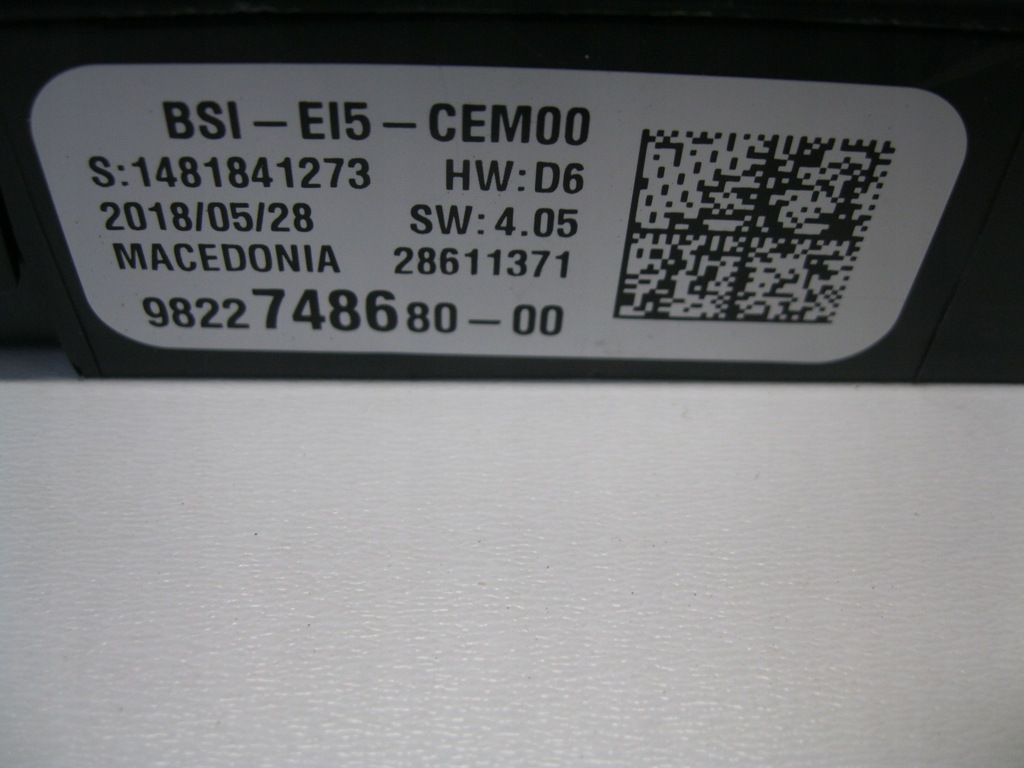 BSI – EI5 – CEM00
S:1481841273 HW:D6
2018/05/28 SW:4.05
MACEDONIA 28611371
9822748680 – 00